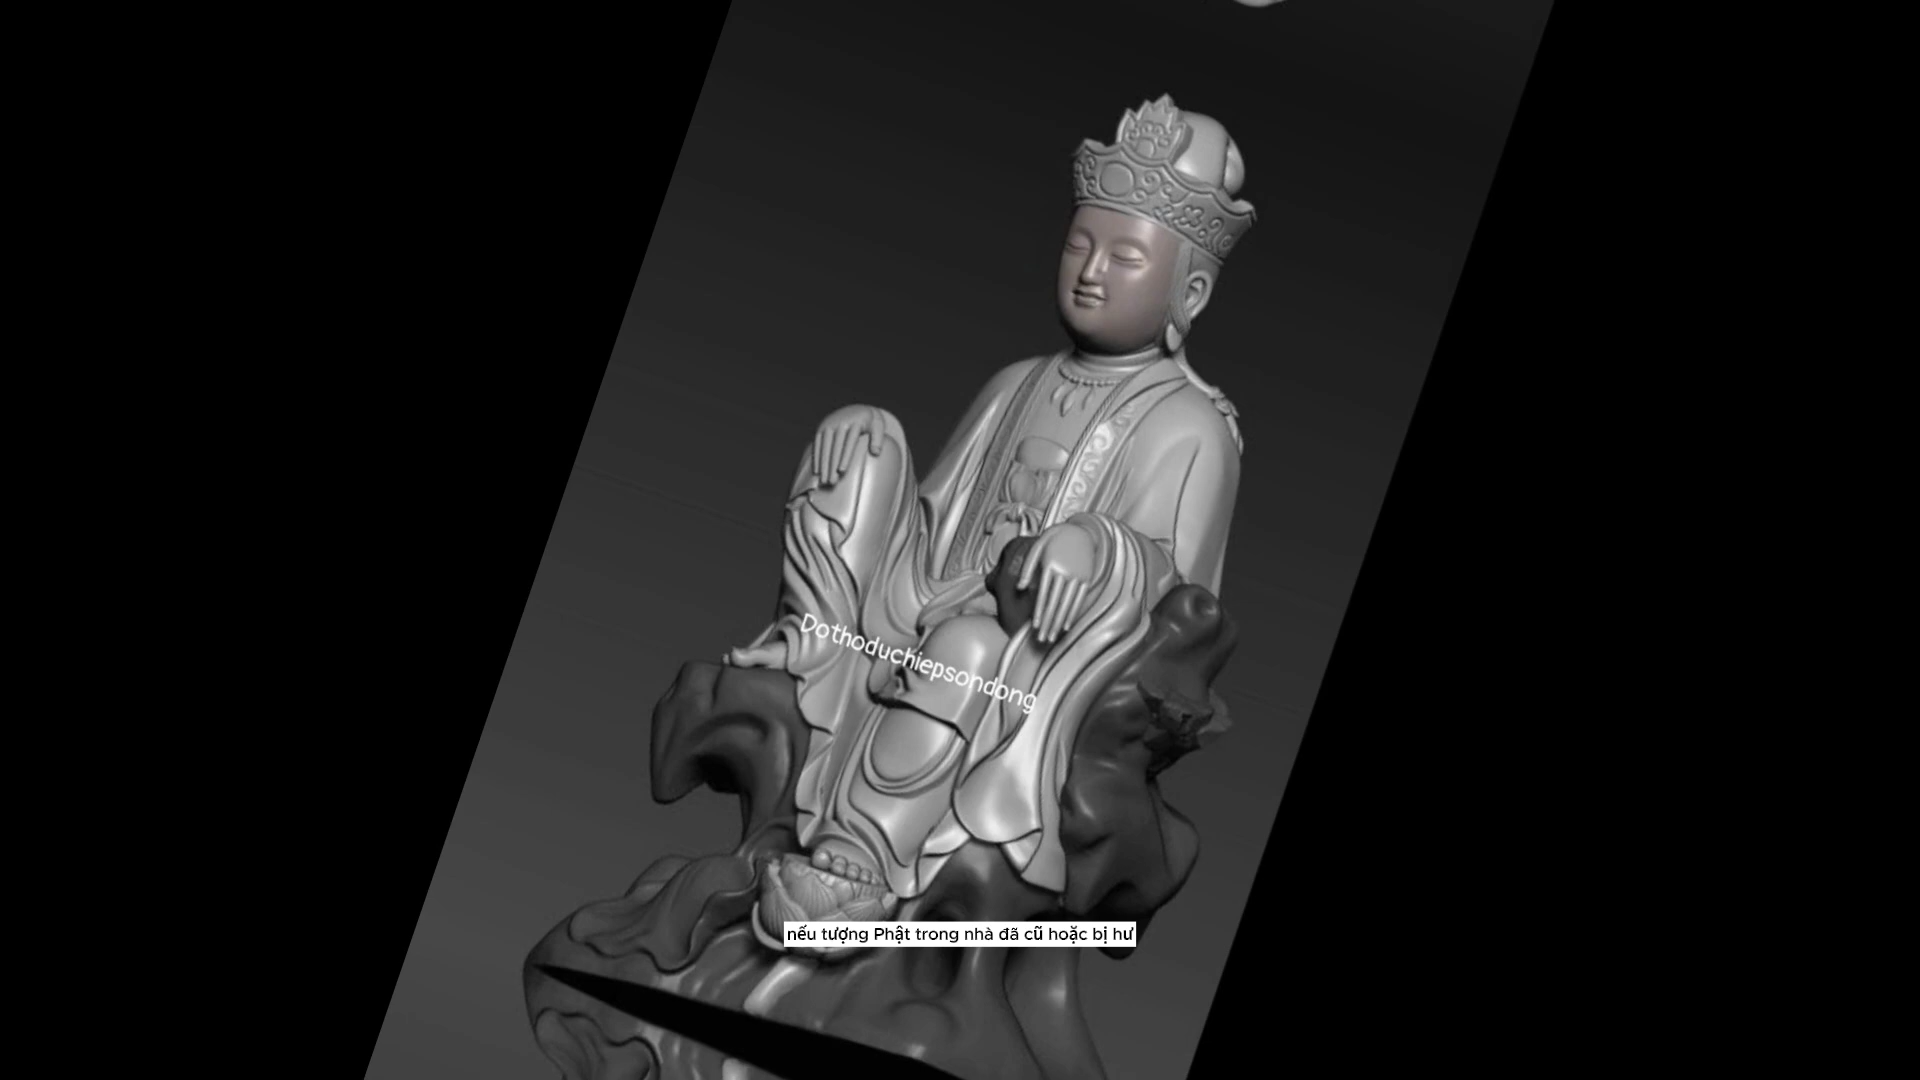 Dothoduchiepsondong
nếu tượng Phật trong nhà đã cũ hoặc bị hư